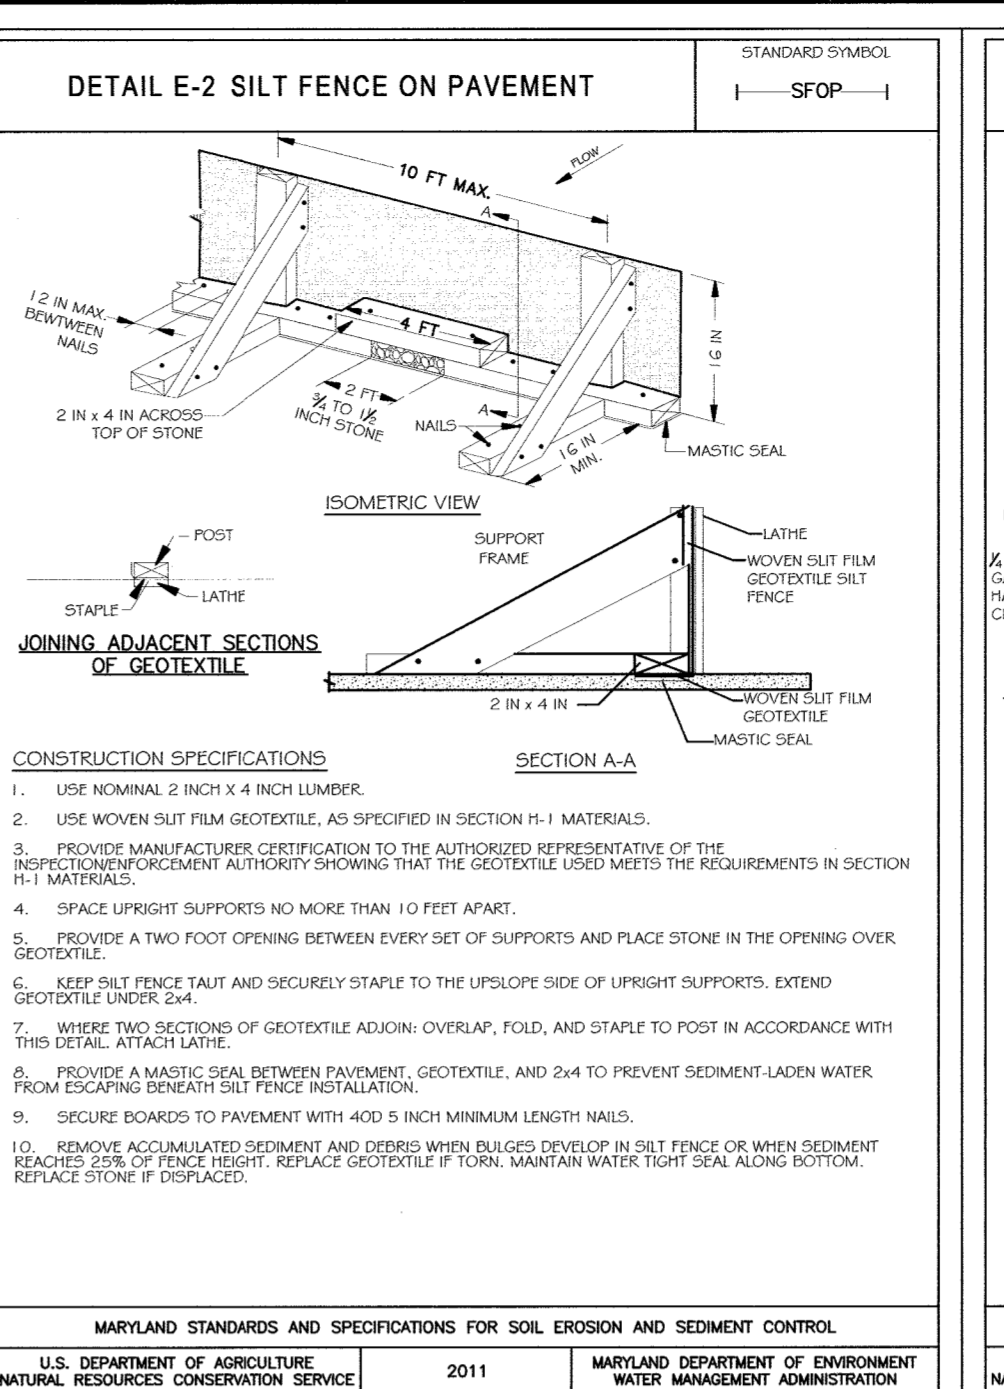 DETAIL E-2 SILT FENCE ON PAVEMENT
STANDARD SYMBOL
SFOP
10 FT MAX.
FLOW
A
12 IN MAX.
BEWTWEEN
NAILS
4 FT
16 IN
2 FT
3/4 TO 1 1/2
INCH STONE
2 IN x 4 IN ACROSS
TOP OF STONE
A
NAILS
16 IN
MIN.
MASTIC SEAL
ISOMETRIC VIEW
POST
STAPLE
LATHE
JOINING ADJACENT SECTIONS
OF GEOTEXTILE
SUPPORT
FRAME
LATHE
WOVEN SLIT FILM
GEOTEXTILE SILT
FENCE
2 IN x 4 IN
WOVEN SLIT FILM
GEOTEXTILE
MASTIC SEAL
SECTION A-A
CONSTRUCTION SPECIFICATIONS
1. USE NOMINAL 2 INCH X 4 INCH LUMBER.
2. USE WOVEN SLIT FILM GEOTEXTILE, AS SPECIFIED IN SECTION H-1 MATERIALS.
3. PROVIDE MANUFACTURER CERTIFICATION TO THE AUTHORIZED REPRESENTATIVE OF THE
INSPECTION/ENFORCEMENT AUTHORITY SHOWING THAT THE GEOTEXTILE USED MEETS THE REQUIREMENTS IN SECTION
H-1 MATERIALS.
4. SPACE UPRIGHT SUPPORTS NO MORE THAN 10 FEET APART.
5. PROVIDE A TWO FOOT OPENING BETWEEN EVERY SET OF SUPPORTS AND PLACE STONE IN THE OPENING OVER
GEOTEXTILE.
6. KEEP SILT FENCE TAUT AND SECURELY STAPLE TO THE UPSLOPE SIDE OF UPRIGHT SUPPORTS. EXTEND
GEOTEXTILE UNDER 2x4.
7. WHERE TWO SECTIONS OF GEOTEXTILE ADJOIN: OVERLAP, FOLD, AND STAPLE TO POST IN ACCORDANCE WITH
THIS DETAIL. ATTACH LATHE.
8. PROVIDE A MASTIC SEAL BETWEEN PAVEMENT, GEOTEXTILE, AND 2x4 TO PREVENT SEDIMENT-LADEN WATER
FROM ESCAPING BENEATH SILT FENCE INSTALLATION.
9. SECURE BOARDS TO PAVEMENT WITH 40D 5 INCH MINIMUM LENGTH NAILS.
10. REMOVE ACCUMULATED SEDIMENT AND DEBRIS WHEN BULGES DEVELOP IN SILT FENCE OR WHEN SEDIMENT
REACHES 25% OF FENCE HEIGHT. REPLACE GEOTEXTILE IF TORN. MAINTAIN WATER TIGHT SEAL ALONG BOTTOM.
REPLACE STONE IF DISPLACED.
MARYLAND STANDARDS AND SPECIFICATIONS FOR SOIL EROSION AND SEDIMENT CONTROL
U.S. DEPARTMENT OF AGRICULTURE
NATURAL RESOURCES CONSERVATION SERVICE
2011
MARYLAND DEPARTMENT OF ENVIRONMENT
WATER MANAGEMENT ADMINISTRATION